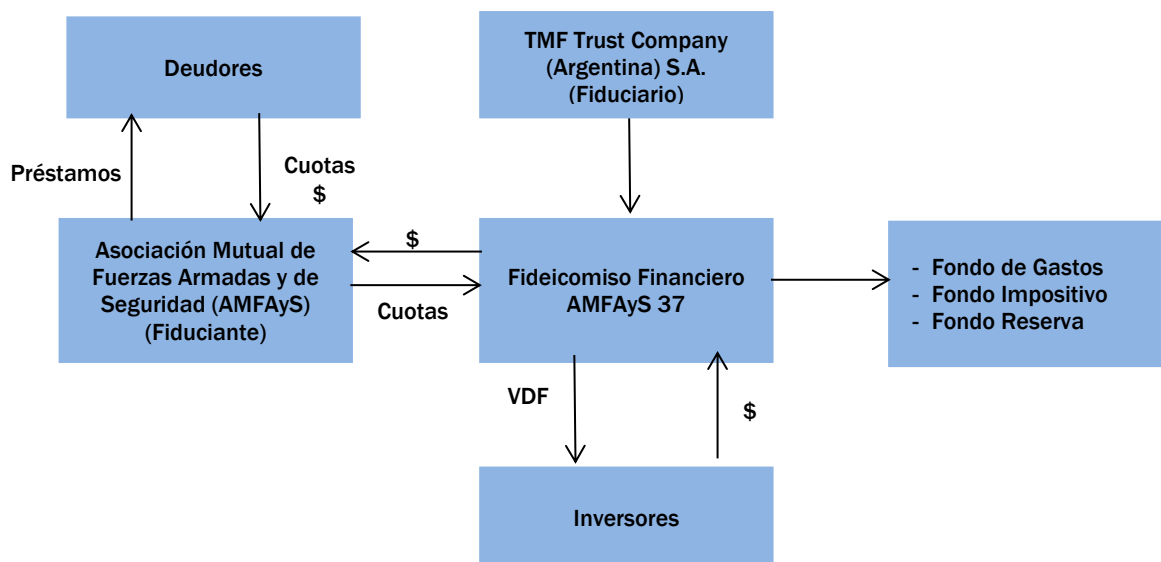 Deudores
TMF Trust Company
(Argentina) S.A.
(Fiduciario)
Préstamos
Cuotas
$
Asociación Mutual de
Fuerzas Armadas y de
Seguridad (AMFAyS)
(Fiduciante)
$
Cuotas
Fideicomiso Financiero
AMFAyS 37
- Fondo de Gastos
- Fondo Impositivo
- Fondo Reserva
VDF
$
Inversores